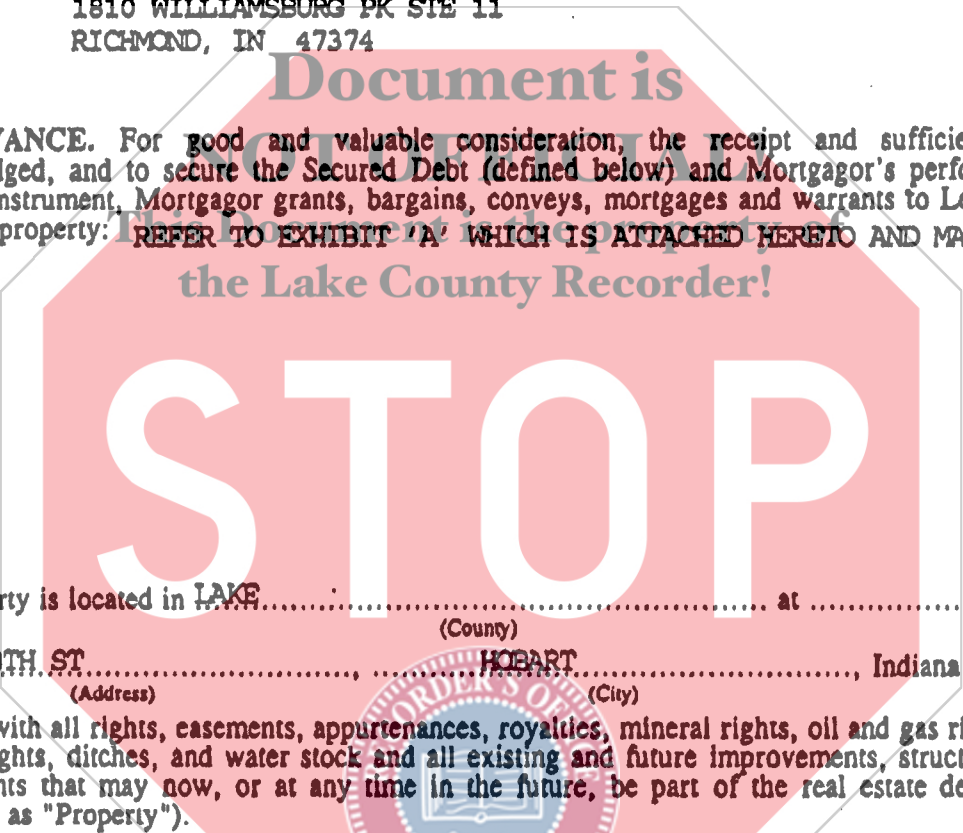 1810 WILLIAMSBURG PK STE 11
RICHMOND, IN 47374
Document is
NOT OFFICIAL
VANCE. For good and valuable consideration, the receipt and sufficie
lged, and to secure the Secured Debt (defined below) and Mortgagor's perfo
nstrument, Mortgagor grants, bargains, conveys, mortgages and warrants to Le
property: REFER TO EXHIBIT 'A' WHICH IS ATTACHED HERETO AND MA
This Document is the property of
the Lake County Recorder!
STOP
rty is located in LAKE.................................................................. at ..................
(County)
TH ST..................................., ..............HOBART..................................., Indiana
(Address) (City)
with all rights, easements, appurtenances, royalties, mineral rights, oil and gas ri
ghts, ditches, and water stock and all existing and future improvements, struct
nts that may now, or at any time in the future, be part of the real estate de
as "Property").
RECORDER'S OFFICE